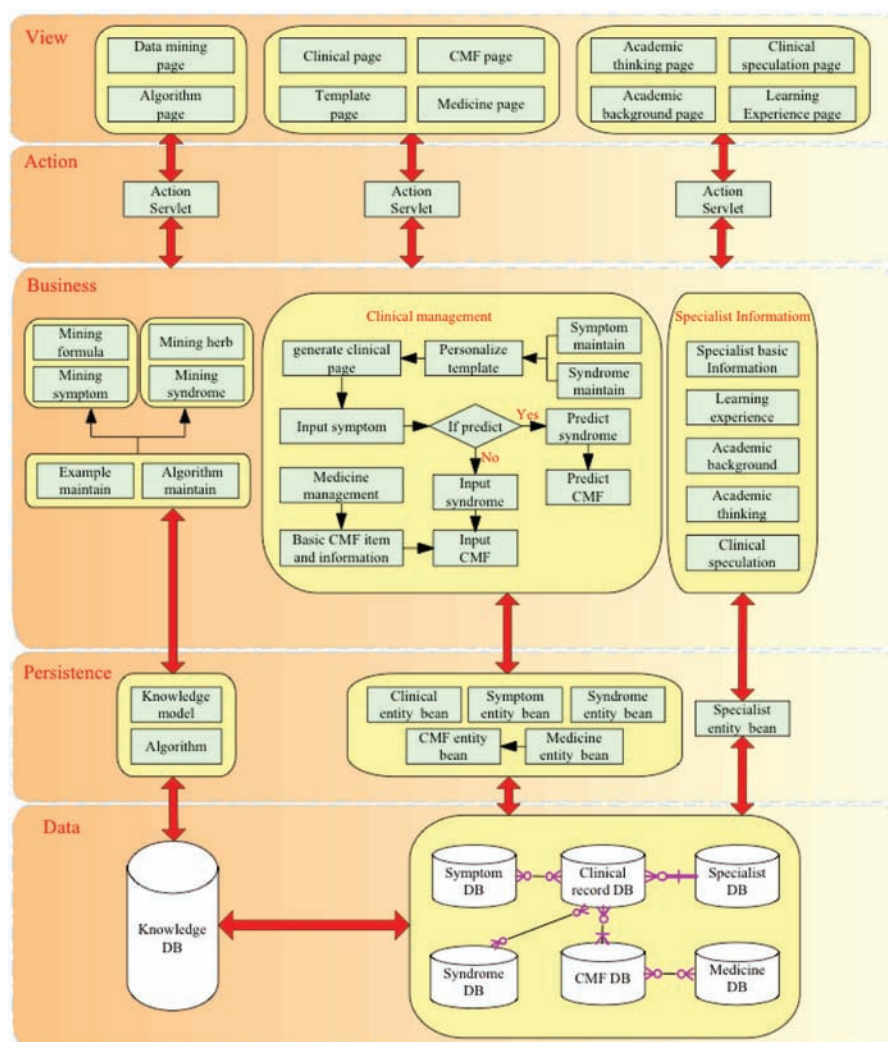 View
Data mining
page
Algorithm
page
Clinical page
CMF page
Template
page
Medicine page
Academic
thinking page
Clinical
speculation page
Academic
background page
Learning
Experience page
Action
Action
Servlet
Action
Servlet
Action
Servlet
Business
Mining
formula
Mining
symptom
Mining herb
Mining
syndrome
Example
maintain
Algorithm
maintain
Clinical management
generate clinical
page
Personalize
template
Symptom
maintain
Syndrome
maintain
Input symptom
If predict
Yes
Predict
syndrome
No
Medicine
management
Input
syndrome
Predict
CMF
Basic CMF item
and information
Input
CMF
Specialist Informatiom
Specialist basic
Information
Learning
experience
Academic
background
Academic
thinking
Clinical
speculation
Persistence
Knowledge
model
Algorithm
Clinical
entity bean
Symptom
entity bean
Syndrome
entity bean
CMF entity
bean
Medicine
entity bean
Specialist
entity bean
Data
Knowledge
DB
Symptom
DB
Clinical
record DB
Specialist
DB
Syndrome
DB
CMF DB
Medicine
DB